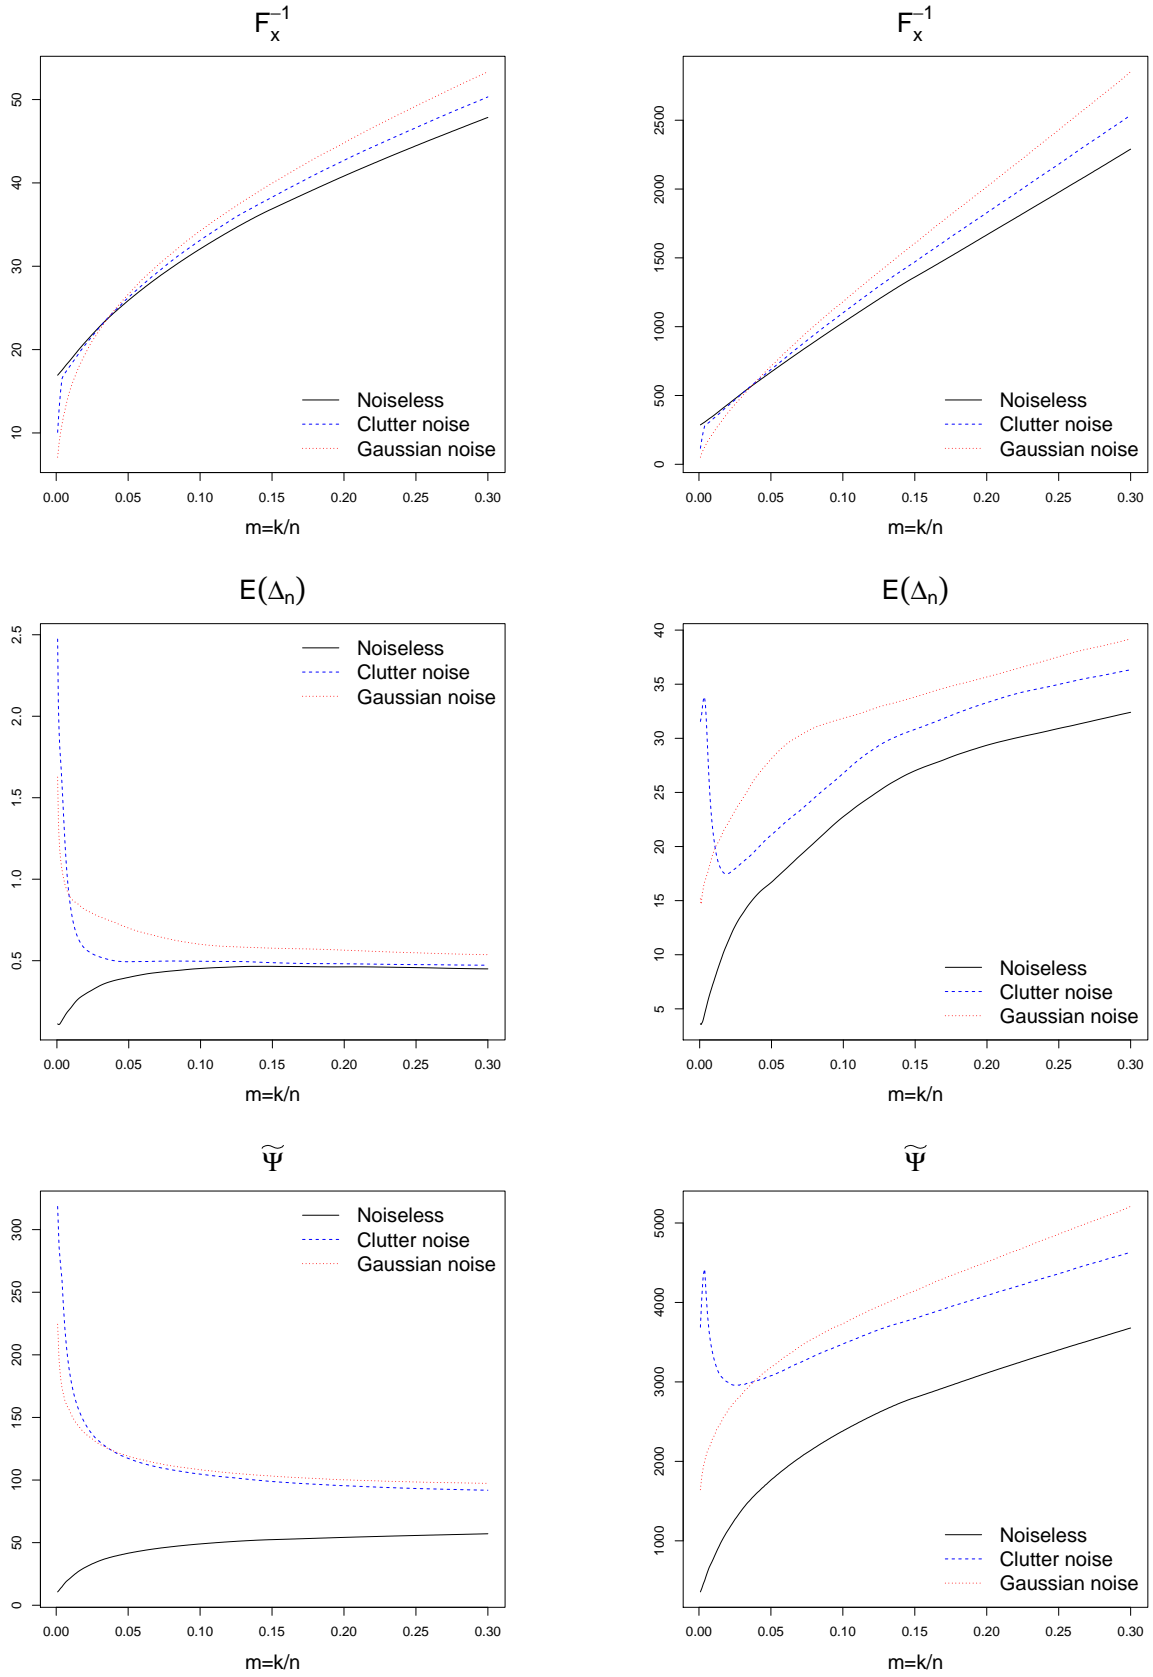 F_x^{-1}
50
40
30
20
10
Noiseless
Clutter noise
Gaussian noise
0.00 0.05 0.10 0.15 0.20 0.25 0.30
m=k/n
F_x^{-1}
2500
2000
1500
1000
500
0
Noiseless
Clutter noise
Gaussian noise
0.00 0.05 0.10 0.15 0.20 0.25 0.30
m=k/n
E(Δ_n)
2.5
2.0
1.5
1.0
0.5
Noiseless
Clutter noise
Gaussian noise
0.00 0.05 0.10 0.15 0.20 0.25 0.30
m=k/n
E(Δ_n)
40
35
30
25
20
15
10
5
Noiseless
Clutter noise
Gaussian noise
0.00 0.05 0.10 0.15 0.20 0.25 0.30
m=k/n
Ψ̃
300
250
200
150
100
50
0
Noiseless
Clutter noise
Gaussian noise
0.00 0.05 0.10 0.15 0.20 0.25 0.30
m=k/n
Ψ̃
5000
4000
3000
2000
1000
Noiseless
Clutter noise
Gaussian noise
0.00 0.05 0.10 0.15 0.20 0.25 0.30
m=k/n